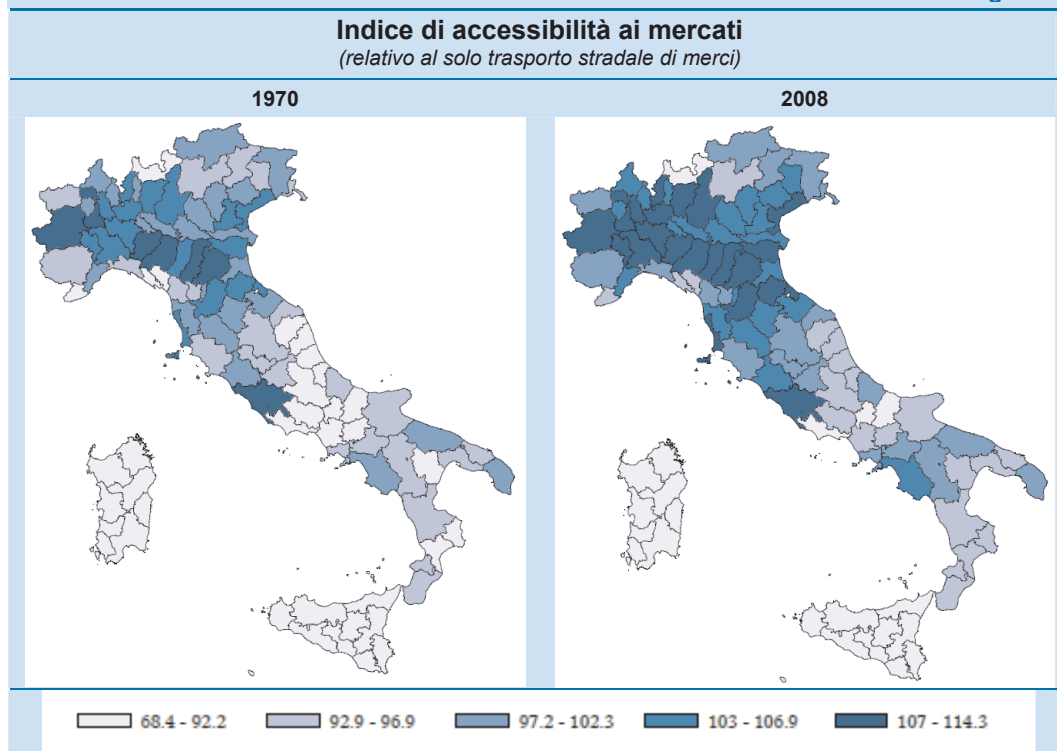 Indice di accessibilità ai mercati
(relativo al solo trasporto stradale di merci)
1970 2008
68.4 - 92.2 92.9 - 96.9 97.2 - 102.3 103 - 106.9 107 - 114.3